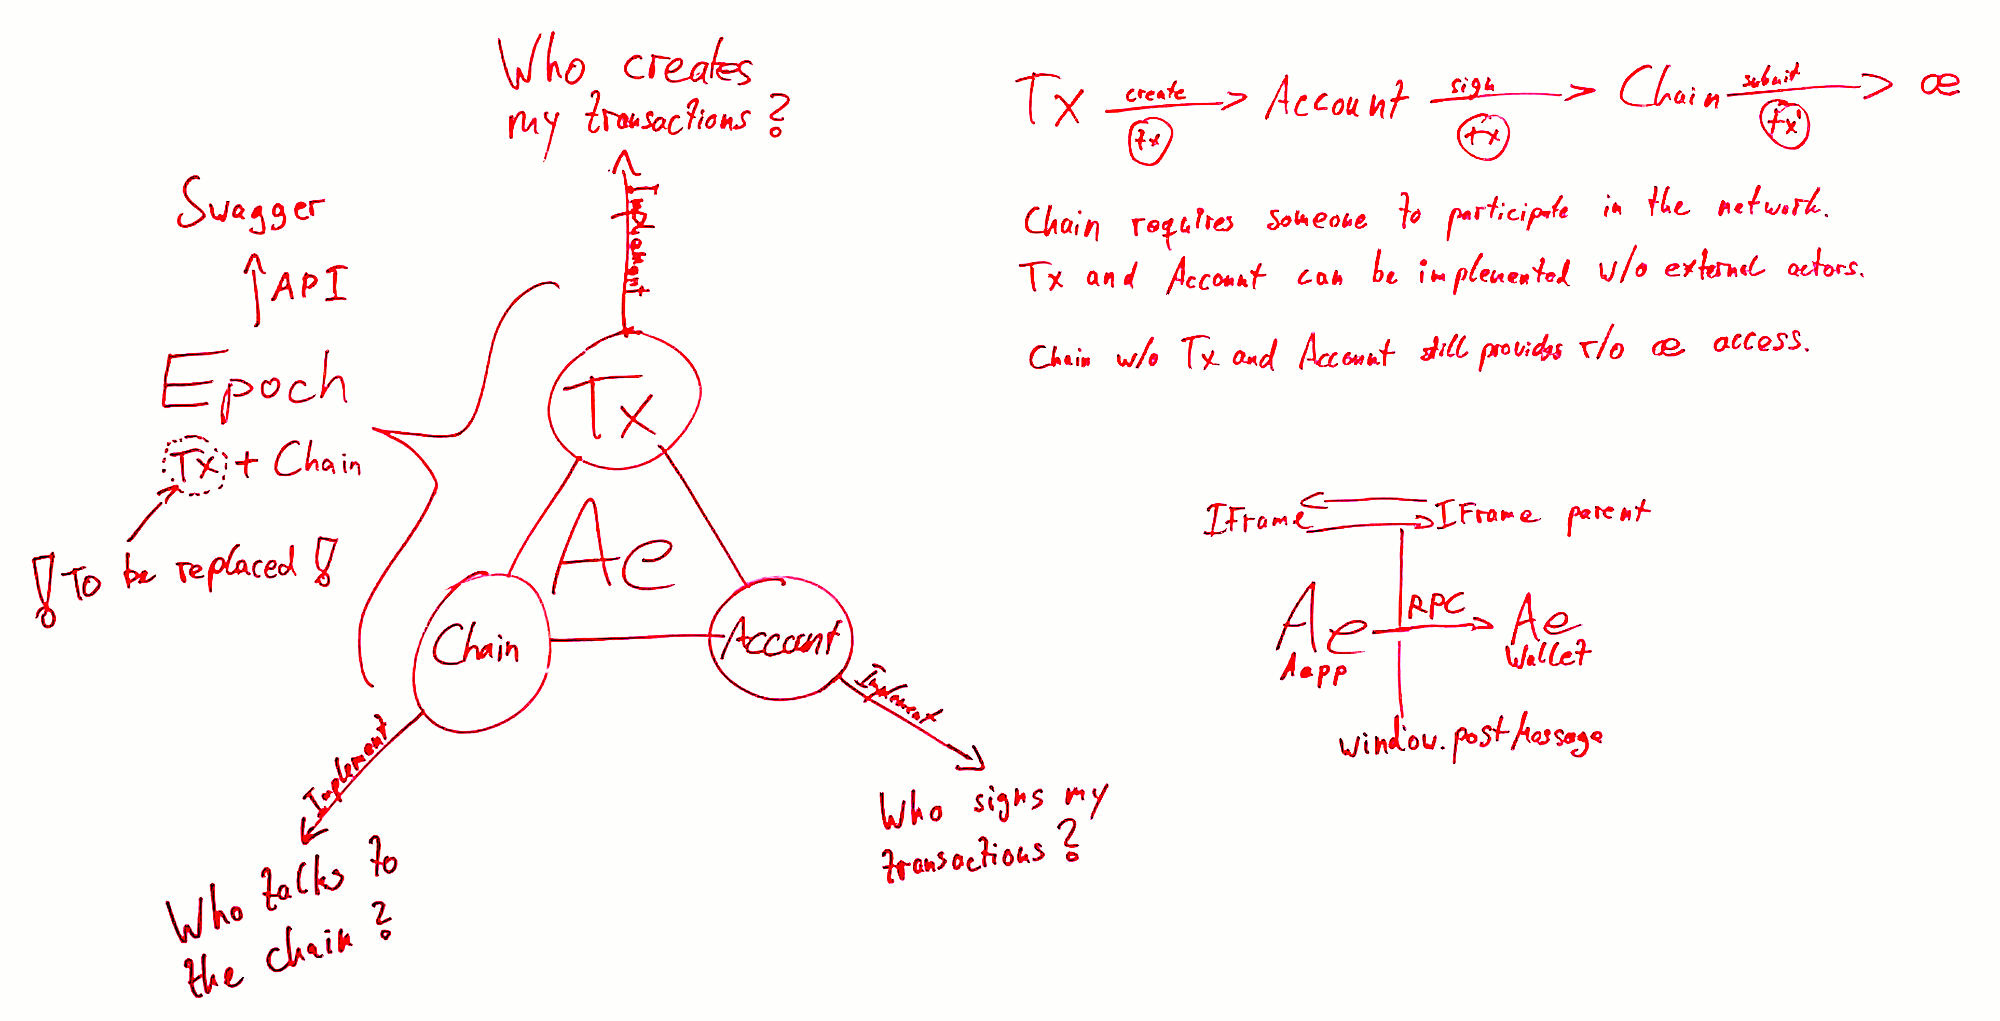 Who creates
my transactions?
Implement
Swagger
API
Epoch
Tx + Chain
! To be replaced !
Tx
Ae
Chain
Account
Implement
Implement
Who talks to
the chain?
Who signs my
transactions?
Tx create Account sign Chain submit æ
tx tx tx'
Chain requires someone to participate in the network.
Tx and Account can be implemented w/o external actors.
Chain w/o Tx and Account still provides r/o æ access.
IFrame IFrame parent
Ae RPC Ae
Aapp Wallet
window.postMessage